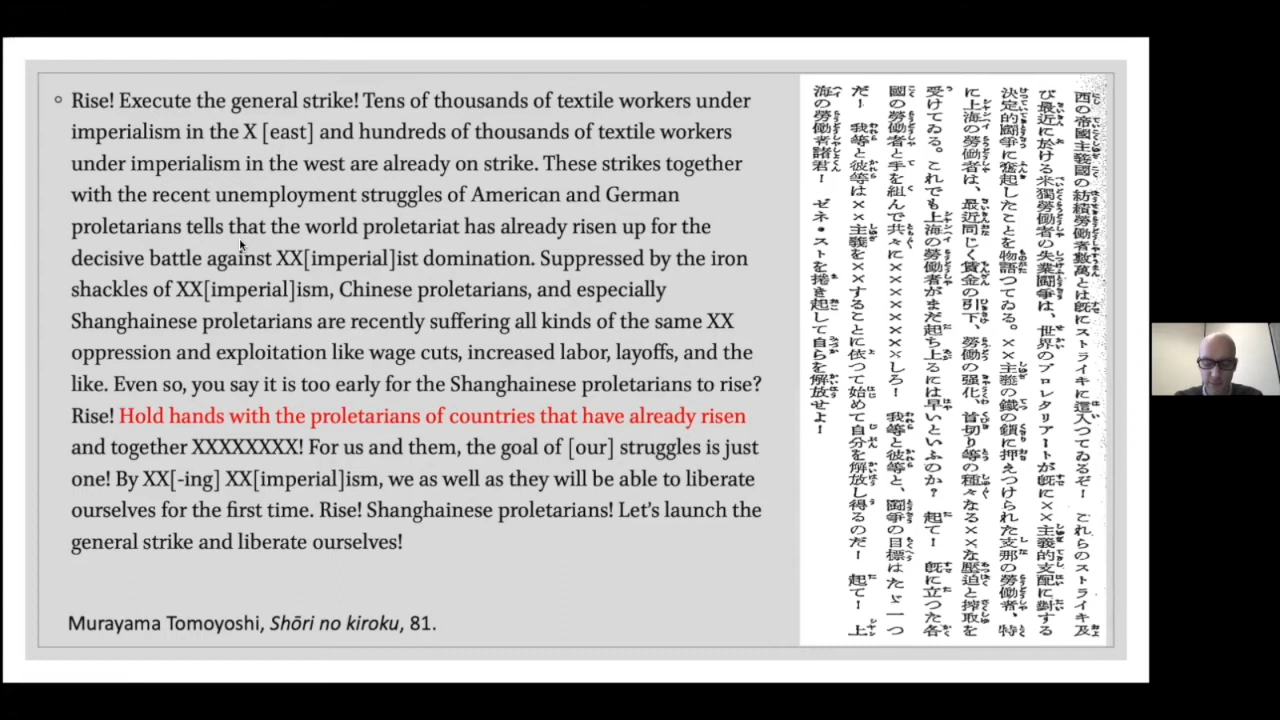 Rise! Execute the general strike! Tens of thousands of textile workers under
imperialism in the X [east] and hundreds of thousands of textile workers
under imperialism in the west are already on strike. These strikes together
with the recent unemployment struggles of American and German
proletarians tells that the world proletariat has already risen up for the
decisive battle against XX[imperial]ist domination. Suppressed by the iron
shackles of XX[imperial]ism, Chinese proletarians, and especially
Shanghainese proletarians are recently suffering all kinds of the same XX
oppression and exploitation like wage cuts, increased labor, layoffs, and the
like. Even so, you say it is too early for the Shanghainese proletarians to rise?
Rise! Hold hands with the proletarians of countries that have already risen
and together XXXXXXXX! For us and them, the goal of [our] struggles is just
one! By XX[-ing] XX[imperial]ism, we as well as they will be able to liberate
ourselves for the first time. Rise! Shanghainese proletarians! Let's launch the
general strike and liberate ourselves!
Murayama Tomoyoshi, Shōri no kiroku, 81.
西の帝國主義國の紡績勞働者數萬とは既にストライキに這入つてゐるぞ! これらのストライキ及
び最近に於ける米獨勞働者の失業鬪爭は、世界のプロレタリアートが既に××主義的支配に對する
決定的鬪爭に奮起したことを物語つてゐる。××主義の鐵の鎖に押えつけられた支那の勞働者、特
に上海の勞働者は、最近同じく賃金の引下、勞働の强化、首切り等の種々なる××な壓迫と搾取を
受けてゐる。これでも上海の勞働者がまだ起ち上るには早いといふのか? 起て! 既に立つた各
國の勞働者と手を組んで共々に××××××××しろ! 我等と彼等と、鬪爭の目標はたゞ一つ
だ! 我等と彼等は××主義を××することに依つて始めて自分を解放し得るのだ! 起て! 上
海の勞働者諸君! ゼネ・ストを捲き起して自らを解放せよ!